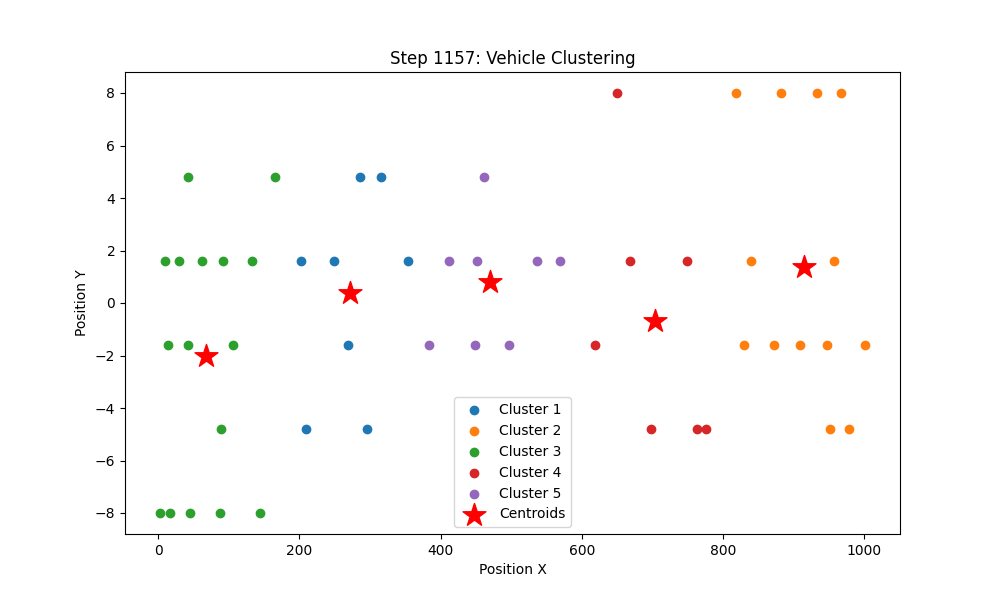 Step 1157: Vehicle Clustering
Position Y
8
6
4
2
0
−2
−4
−6
−8
Cluster 1
Cluster 2
Cluster 3
Cluster 4
Cluster 5
Centroids
0 200 400 600 800 1000
Position X